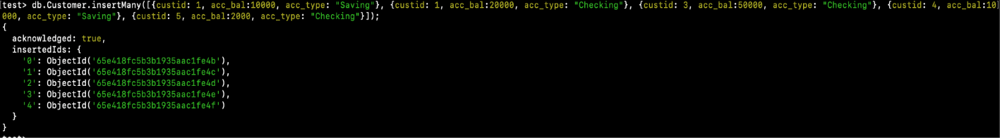 [test> db.Customer.insertMany([{custid: 1, acc_bal:10000, acc_type: "Saving"}, {custid: 1, acc_bal:20000, acc_type: "Checking"}, {custid: 3, acc_bal:50000, acc_type: "Checking"}, {custid: 4, acc_bal:10]
000, acc_type: "Saving"}, {custid: 5, acc_bal:2000, acc_type: "Checking"}]);
{
  acknowledged: true,
  insertedIds: {
    '0': ObjectId('65e418fc5b3b1935aac1fe4b'),
    '1': ObjectId('65e418fc5b3b1935aac1fe4c'),
    '2': ObjectId('65e418fc5b3b1935aac1fe4d'),
    '3': ObjectId('65e418fc5b3b1935aac1fe4e'),
    '4': ObjectId('65e418fc5b3b1935aac1fe4f')
  }
}
test>